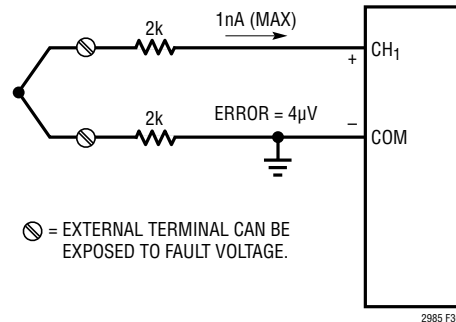 2k
1nA (MAX)
+
CH1
2k
ERROR = 4µV
–
COM
= EXTERNAL TERMINAL CAN BE
EXPOSED TO FAULT VOLTAGE.
2985 F3